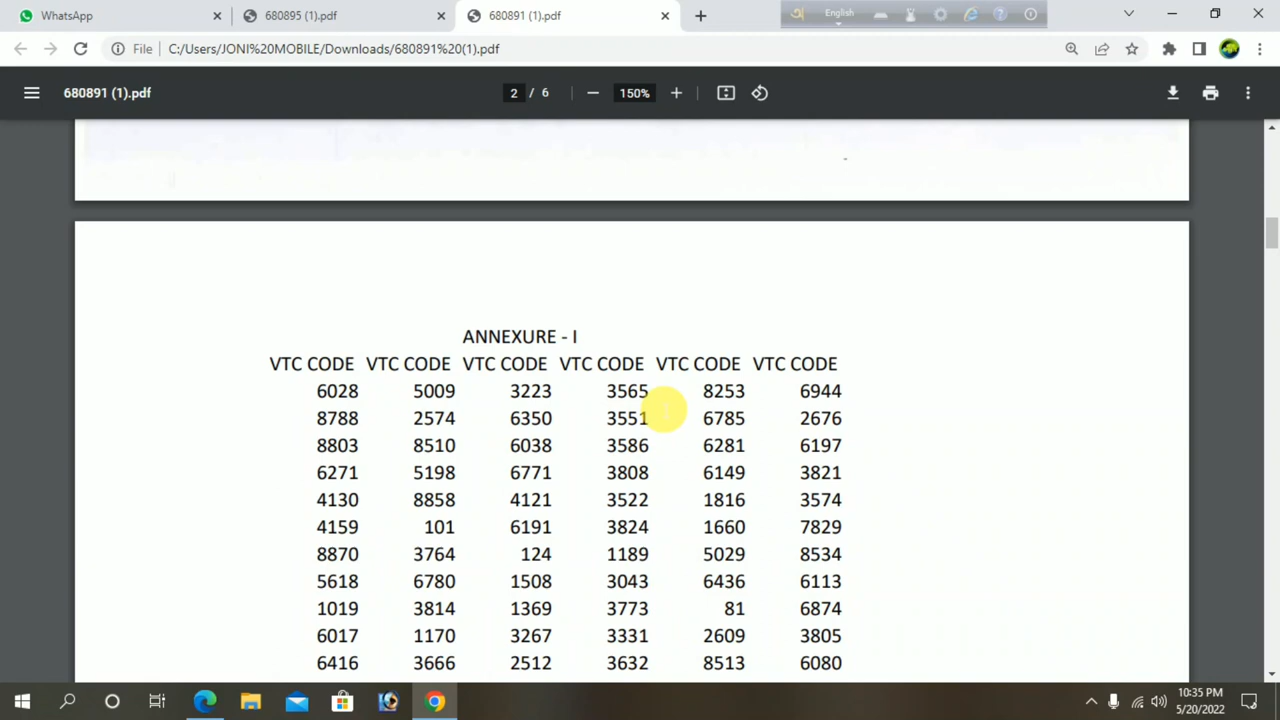 WhatsApp
680895 (1).pdf
680891 (1).pdf
English
File
C:/Users/JONI%20MOBILE/Downloads/680891%20(1).pdf
680891 (1).pdf
2 / 6
150%
ANNEXURE - I
VTC CODE VTC CODE VTC CODE VTC CODE VTC CODE VTC CODE
6028 5009 3223 3565 8253 6944
8788 2574 6350 3551 6785 2676
8803 8510 6038 3586 6281 6197
6271 5198 6771 3808 6149 3821
4130 8858 4121 3522 1816 3574
4159 101 6191 3824 1660 7829
8870 3764 124 1189 5029 8534
5618 6780 1508 3043 6436 6113
1019 3814 1369 3773 81 6874
6017 1170 3267 3331 2609 3805
6416 3666 2512 3632 8513 6080
10:35 PM
5/20/2022